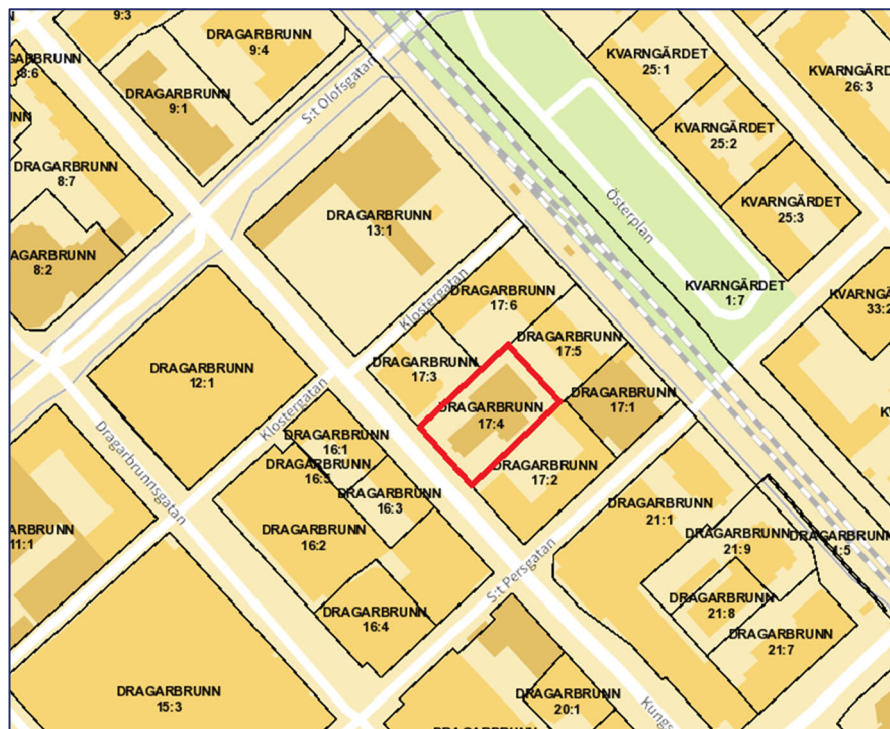 9:3
DRAGARBRUNN
9:4
DRAGARBRUNN
9:1
S:t Olofsgatan
8:6
DRAGARBRUNN
8:7
8:2
DRAGARBRUNN
13:1
KVARNGÄRDET
25:1
KVARNGÄRDET
26:3
KVARNGÄRDET
25:2
KVARNGÄRDET
25:3
Österplan
KVARNGÄRDET
1:7
Klostergatan
DRAGARBRUNN
17:6
DRAGARBRUNN
17:5
DRAGARBRUNN
17:3
DRAGARBRUNN
17:1
DRAGARBRUNN
17:4
DRAGARBRUNN
17:2
DRAGARBRUNN
12:1
Klostergatan
Dragarbrunnsgatan
DRAGARBRUNN
16:1
DRAGARBRUNN
16:5
DRAGARBRUNN
16:3
DRAGARBRUNN
16:2
DRAGARBRUNN
16:4
11:1
S:t Persgatan
DRAGARBRUNN
21:1
DRAGARBRUNN
21:9
DRAGARBRUNN
1:5
DRAGARBRUNN
21:8
DRAGARBRUNN
21:7
DRAGARBRUNN
15:3
DRAGARBRUNN
20:1
DRAGARBRUNN
Kungs